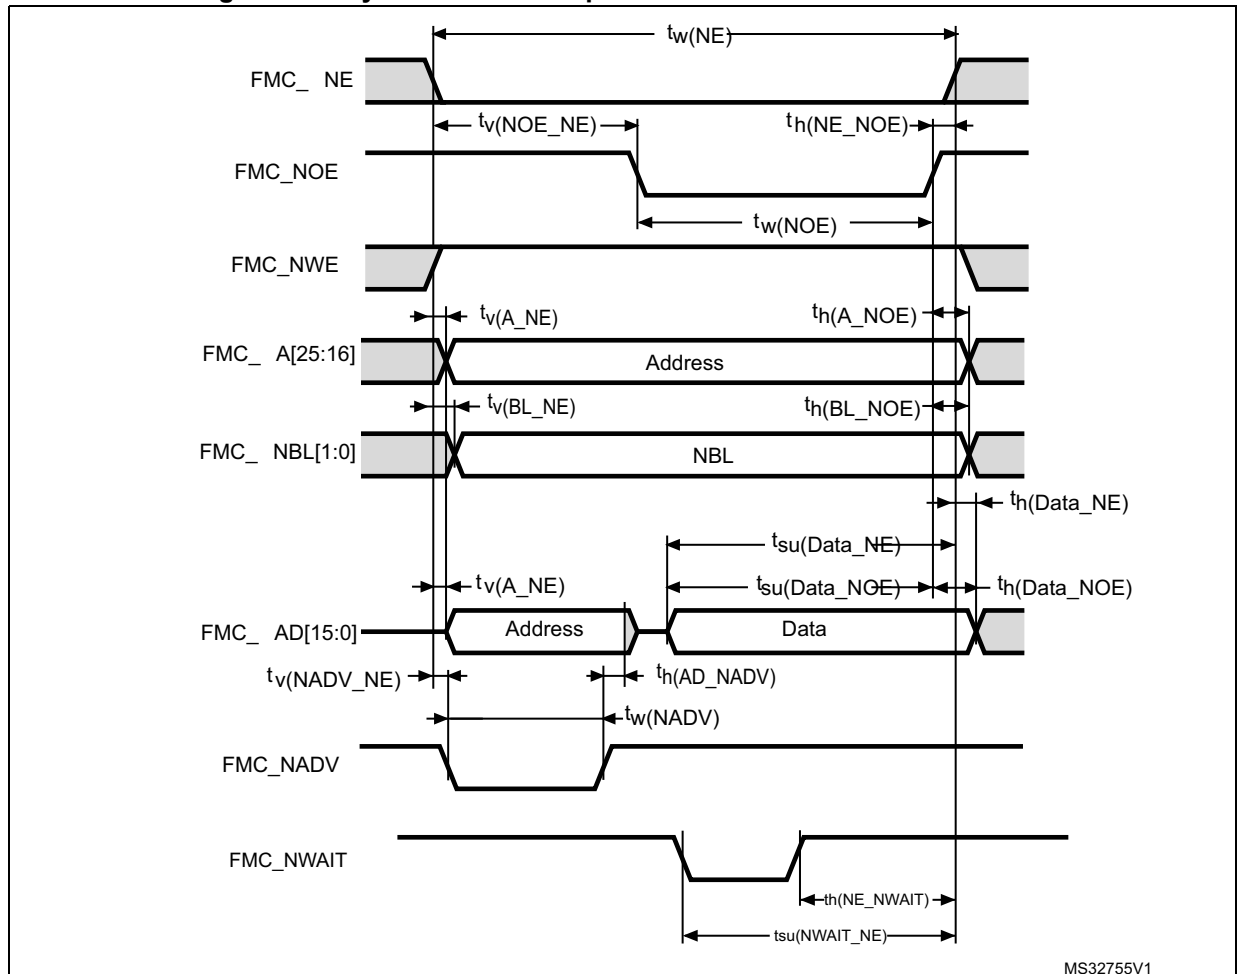 tw(NE)
FMC_ NE
tv(NOE_NE)
th(NE_NOE)
FMC_NOE
tw(NOE)
FMC_NWE
tv(A_NE)
th(A_NOE)
FMC_ A[25:16]
Address
tv(BL_NE)
th(BL_NOE)
FMC_ NBL[1:0]
NBL
th(Data_NE)
tsu(Data_NE)
tv(A_NE)
tsu(Data_NOE)
th(Data_NOE)
FMC_ AD[15:0]
Address
Data
tv(NADV_NE)
th(AD_NADV)
tw(NADV)
FMC_NADV
FMC_NWAIT
th(NE_NWAIT)
tsu(NWAIT_NE)
MS32755V1